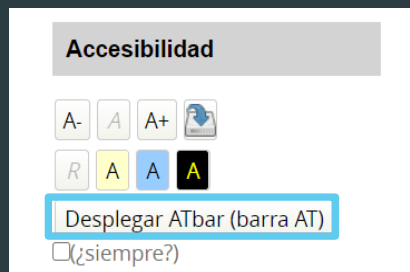 Accesibilidad
A- A A+
R A A A
Desplegar ATbar (barra AT)
(¿siempre?)